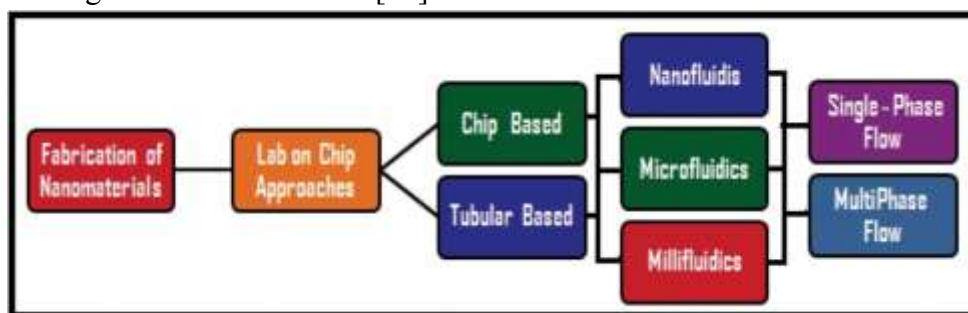 Fabrication of
Nanomaterials
Lab on Chip
Approaches
Chip Based
Tubular Based
Nanofluidis
Microfluidics
Millifluidics
Single-Phase
Flow
MultiPhase
Flow